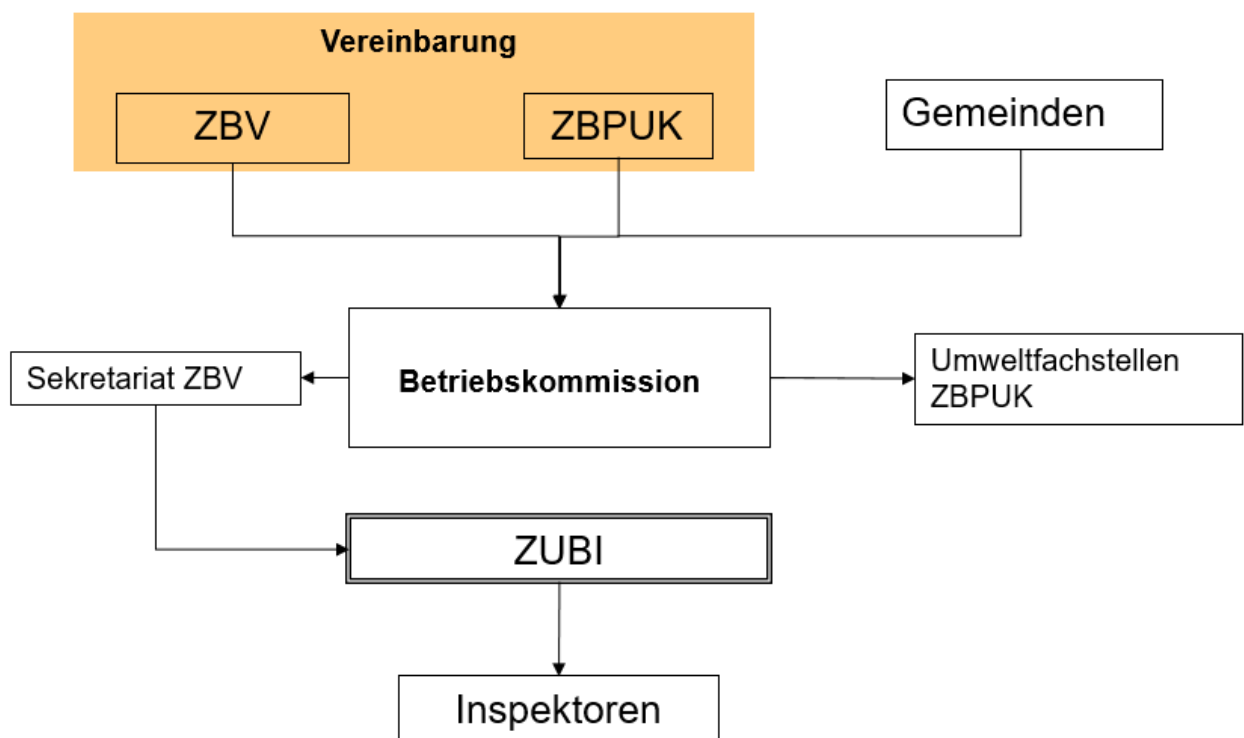 Vereinbarung
ZBV
ZBPUK
Gemeinden
Sekretariat ZBV
Betriebskommission
Umweltfachstellen
ZBPUK
ZUBI
Inspektoren